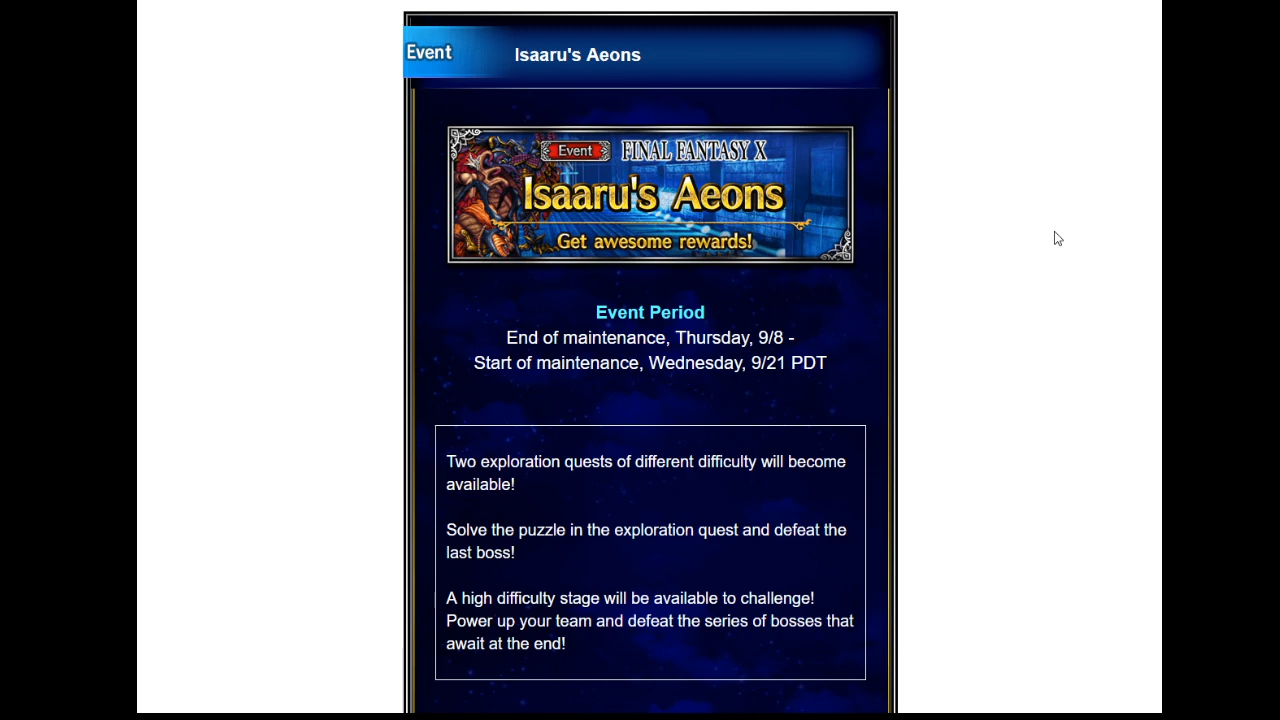 Event
Isaaru's Aeons
Event FINAL FANTASY X
Isaaru's Aeons
Get awesome rewards!
Event Period
End of maintenance, Thursday, 9/8 -
Start of maintenance, Wednesday, 9/21 PDT
Two exploration quests of different difficulty will become
available!
Solve the puzzle in the exploration quest and defeat the
last boss!
A high difficulty stage will be available to challenge!
Power up your team and defeat the series of bosses that
await at the end!